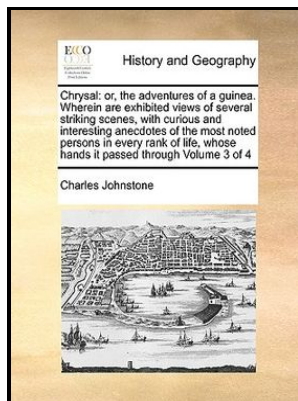 ECCO
History and Geography
Chrysal: or, the adventures of a guinea.
Wherein are exhibited views of several
striking scenes, with curious and
interesting anecdotes of the most noted
persons in every rank of life, whose
hands it passed through Volume 3 of 4
Charles Johnstone